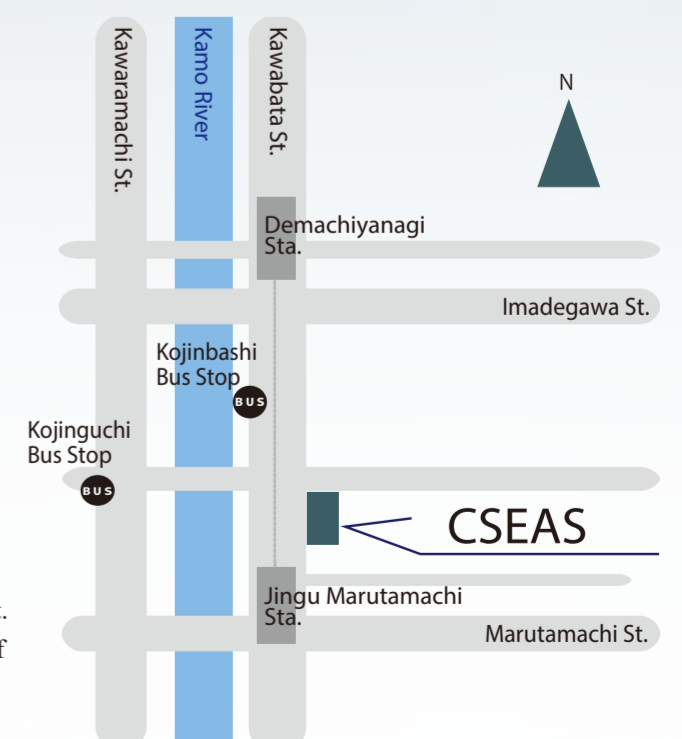 Kawaramachi St.
Kamo River
Kawabata St.
N
Demachiyanagi
Sta.
Imadegawa St.
Kojinbashi
Bus Stop
BUS
Kojinguchi
Bus Stop
BUS
CSEAS
Jingu Marutamachi
Sta.
Marutamachi St.